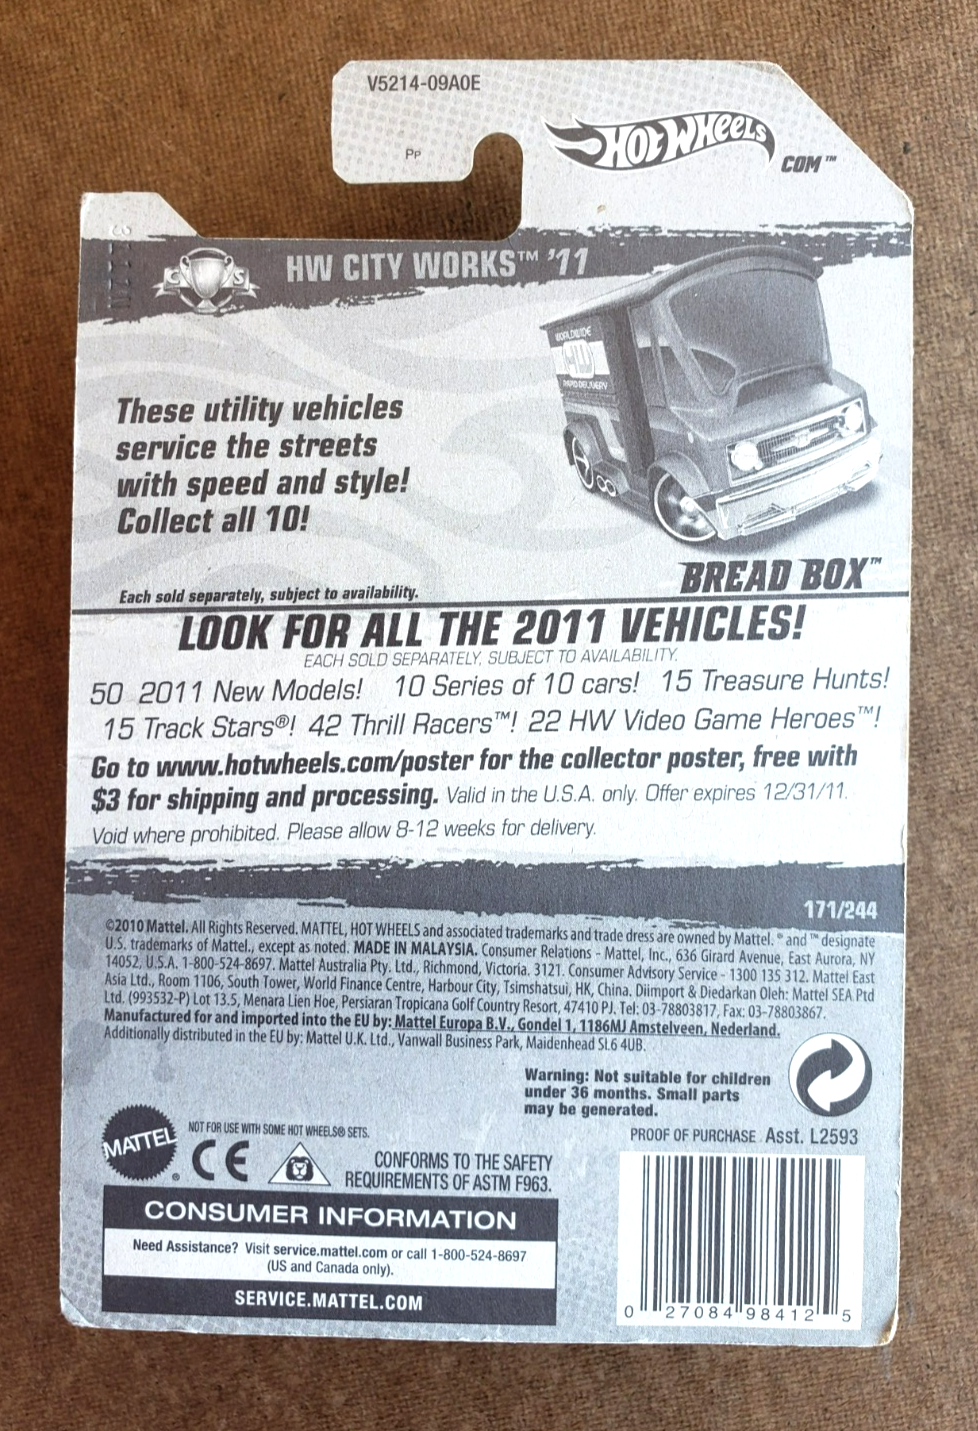 V5214-09A0E
PP
HOT WHEELS
COM™
HW CITY WORKS™ '11
C S
WORLDWIDE
HW
RAPID DELIVERY
These utility vehicles
service the streets
with speed and style!
Collect all 10!
BREAD BOX™
Each sold separately, subject to availability.
LOOK FOR ALL THE 2011 VEHICLES!
EACH SOLD SEPARATELY, SUBJECT TO AVAILABILITY.
50 2011 New Models! 10 Series of 10 cars! 15 Treasure Hunts!
15 Track Stars®! 42 Thrill Racers™! 22 HW Video Game Heroes™!
Go to www.hotwheels.com/poster for the collector poster, free with
$3 for shipping and processing. Valid in the U.S.A. only. Offer expires 12/31/11.
Void where prohibited. Please allow 8-12 weeks for delivery.
171/244
©2010 Mattel. All Rights Reserved. MATTEL, HOT WHEELS and associated trademarks and trade dress are owned by Mattel. ® and ™ designate
U.S. trademarks of Mattel., except as noted. MADE IN MALAYSIA. Consumer Relations - Mattel, Inc., 636 Girard Avenue, East Aurora, NY
14052, U.S.A. 1-800-524-8697. Mattel Australia Pty. Ltd., Richmond, Victoria. 3121. Consumer Advisory Service - 1300 135 312. Mattel East
Asia Ltd., Room 1106, South Tower, World Finance Centre, Harbour City, Tsimshatsui, HK, China. Diimport & Diedarkan Oleh: Mattel SEA Ptd
Ltd. (993532-P) Lot 13.5, Menara Lien Hoe, Persiaran Tropicana Golf Country Resort, 47410 PJ. Tel: 03-78803817, Fax: 03-78803867.
Manufactured for and imported into the EU by: Mattel Europa B.V., Gondel 1, 1186MJ Amstelveen, Nederland.
Additionally distributed in the EU by: Mattel U.K. Ltd., Vanwall Business Park, Maidenhead SL6 4UB.
Warning: Not suitable for children
under 36 months. Small parts
may be generated.
PROOF OF PURCHASE Asst. L2593
MATTEL®
NOT FOR USE WITH SOME HOT WHEELS® SETS.
CE
CONFORMS TO THE SAFETY
REQUIREMENTS OF ASTM F963.
CONSUMER INFORMATION
Need Assistance? Visit service.mattel.com or call 1-800-524-8697
(US and Canada only).
SERVICE.MATTEL.COM
0 27084 98412 5